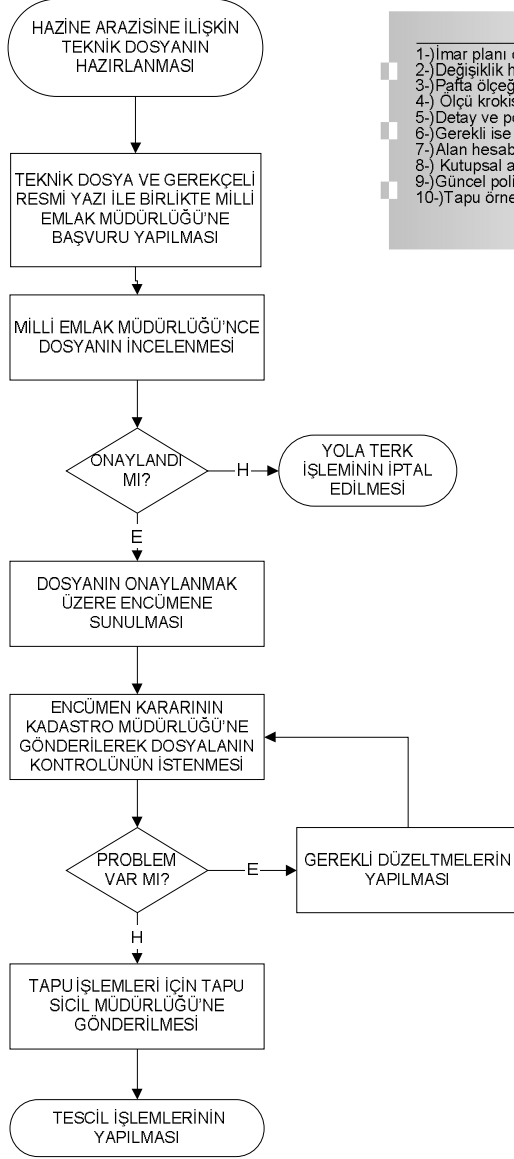 HAZİNE ARAZİSİNE İLİŞKİN
TEKNİK DOSYANIN
HAZIRLANMASI
TEKNİK DOSYA VE GEREKÇELİ
RESMİ YAZI İLE BİRLİKTE MİLLİ
EMLAK MÜDÜRLÜĞÜ'NE
BAŞVURU YAPILMASI
MİLLİ EMLAK MÜDÜRLÜĞÜ'NCE
DOSYANIN İNCELENMESİ
ONAYLANDI
MI?
H
YOLA TERK
İŞLEMİNİN İPTAL
EDİLMESİ
E
DOSYANIN ONAYLANMAK
ÜZERE ENCÜMENE
SUNULMASI
ENCÜMEN KARARININ
KADASTRO MÜDÜRLÜĞÜ'NE
GÖNDERİLEREK DOSYALANIN
KONTROLÜNÜN İSTENMESİ
PROBLEM
VAR MI?
E
GEREKLİ DÜZELTMELERİN
YAPILMASI
H
TAPU İŞLEMLERİ İÇİN TAPU
SİCİL MÜDÜRLÜĞÜ'NE
GÖNDERİLMESİ
TESCİL İŞLEMLERİNİN
YAPILMASI
1-)İmar planı
2-)Değişiklik
3-)Pafta
4-) Ölçü
5-)Detay ve
6-)Gerekli ise
7-)Alan
8-) Kutupsal
9-)Güncel
10-)Tapu